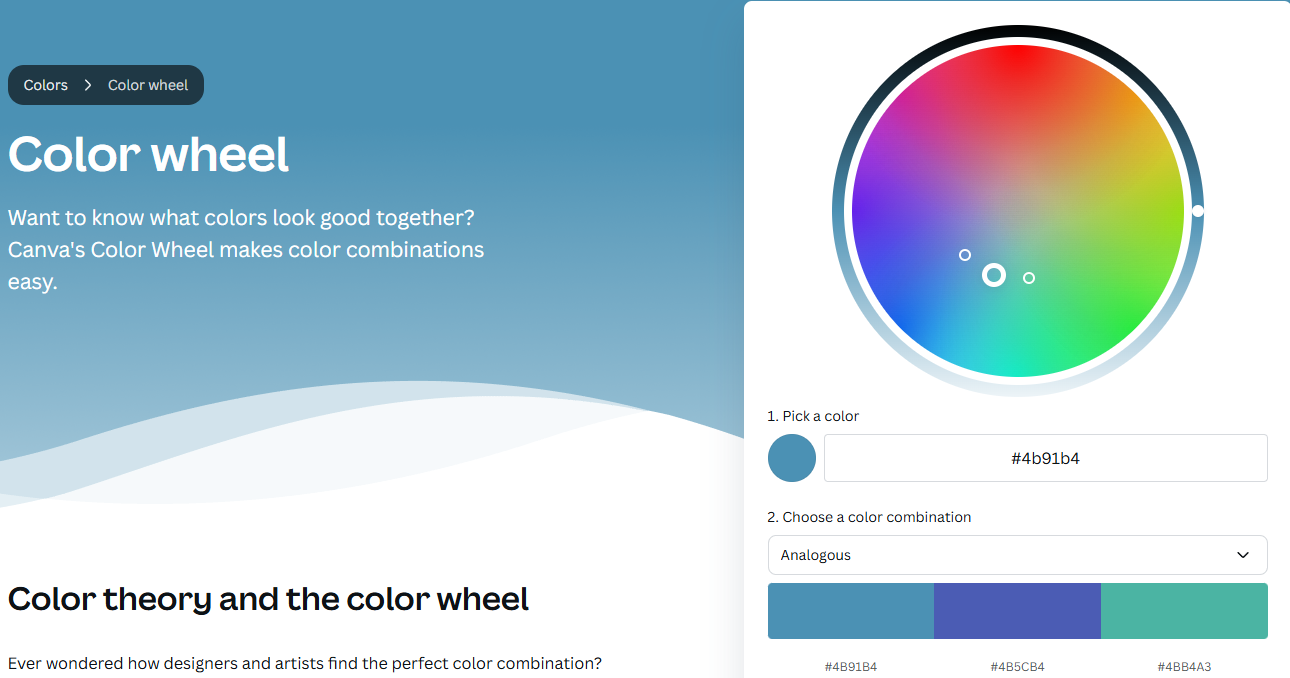 Colors > Color wheel
Color wheel
Want to know what colors look good together?
Canva's Color Wheel makes color combinations
easy.
Color theory and the color wheel
Ever wondered how designers and artists find the perfect color combination?
1. Pick a color
#4b91b4
2. Choose a color combination
Analogous
#4B91B4 #4B5CB4 #4BB4A3